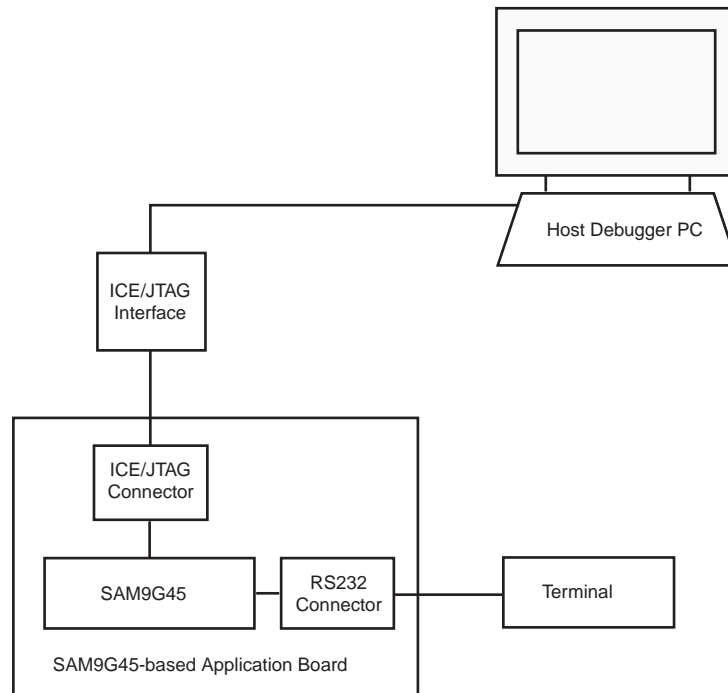 Host Debugger PC
ICE/JTAG
Interface
ICE/JTAG
Connector
SAM9G45
RS232
Connector
Terminal
SAM9G45-based Application Board